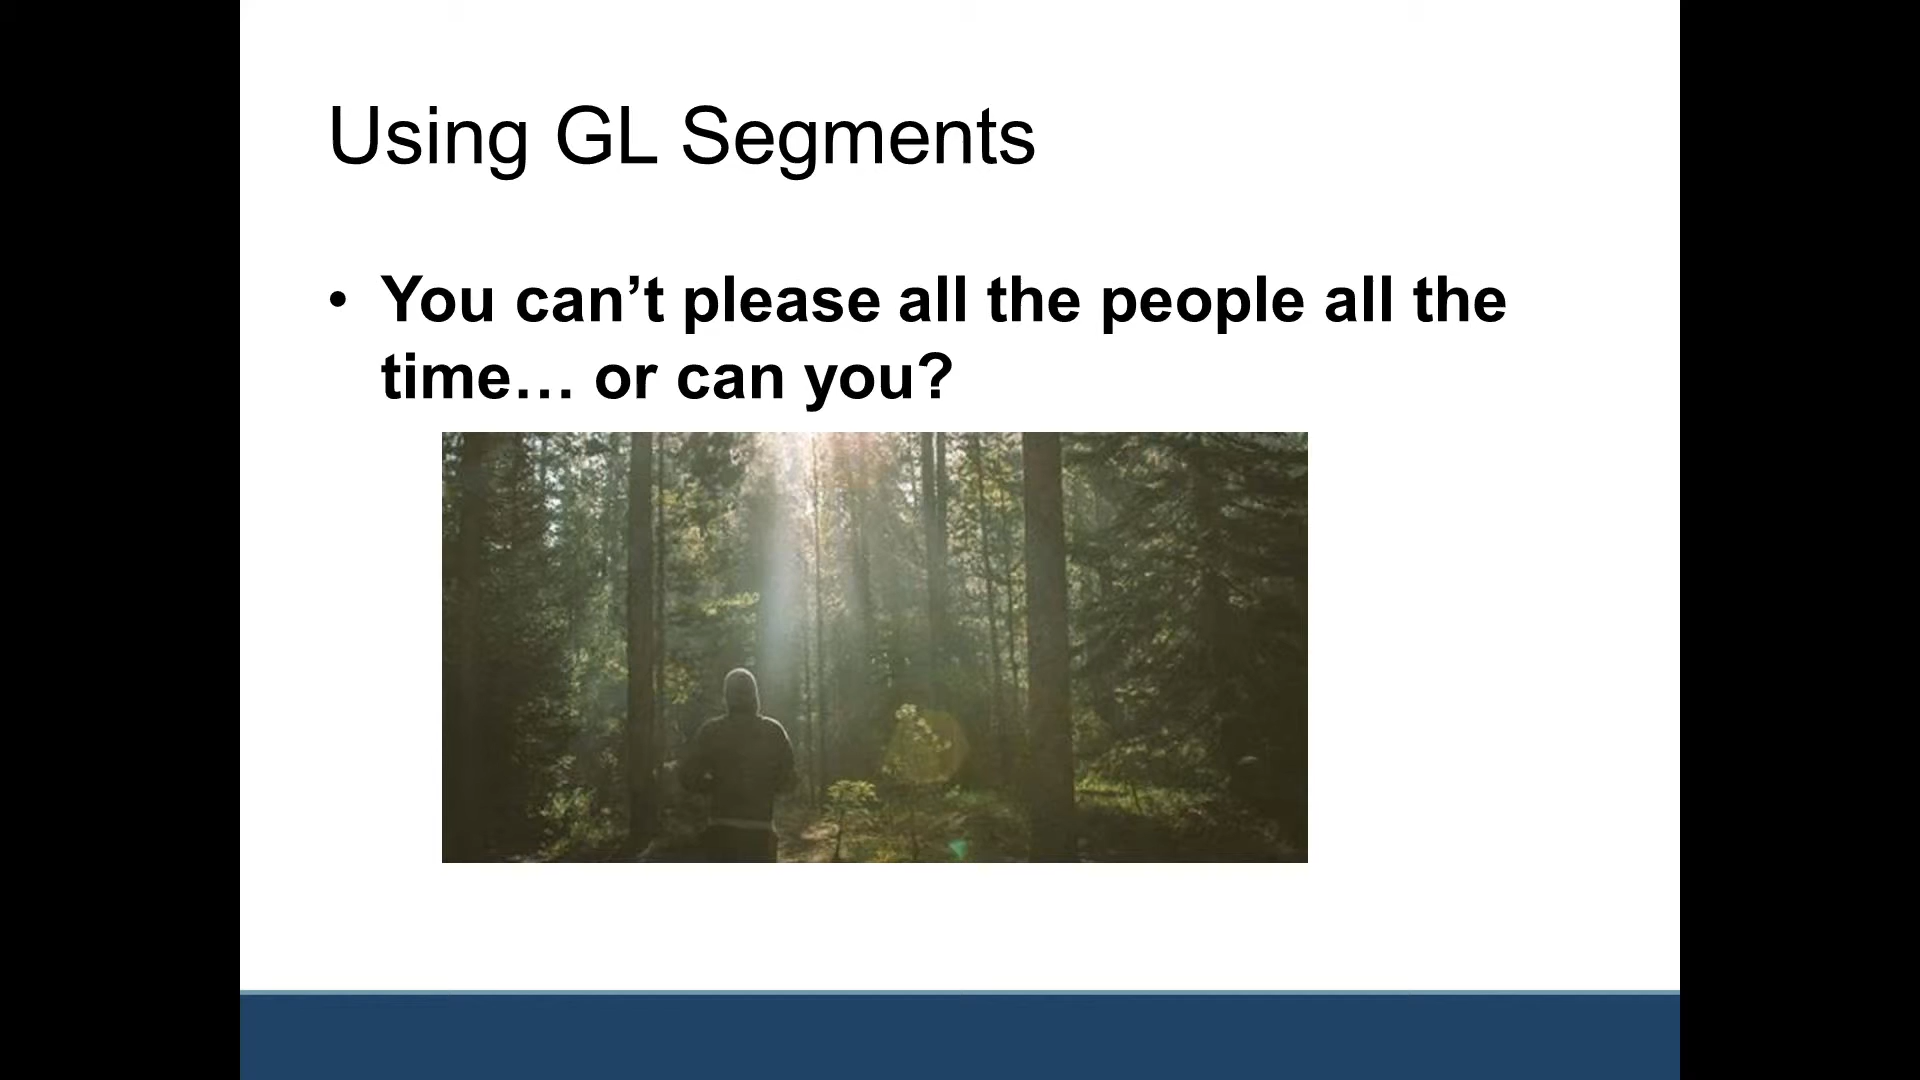 Using GL Segments
• You can’t please all the people all the
time… or can you?